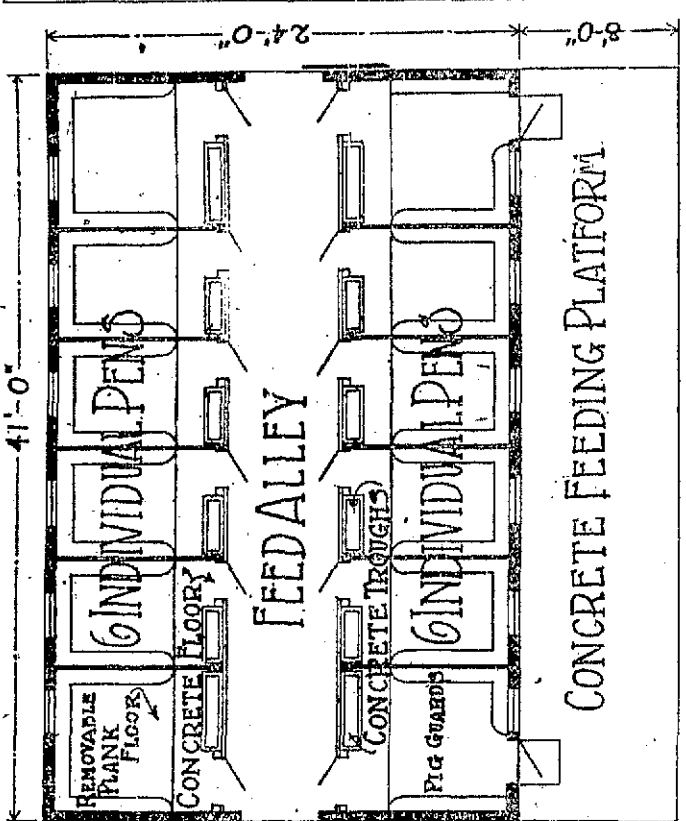 24'-0"
8'-0"
41'-0"
6 INDIVIDUAL PENS
REMOVABLE
PLANK
FLOOR
CONCRETE FLOOR
FEED ALLEY
CONCRETE TROUGHS
6 INDIVIDUAL PENS
PIG GUARDS
CONCRETE FEEDING PLATFORM.